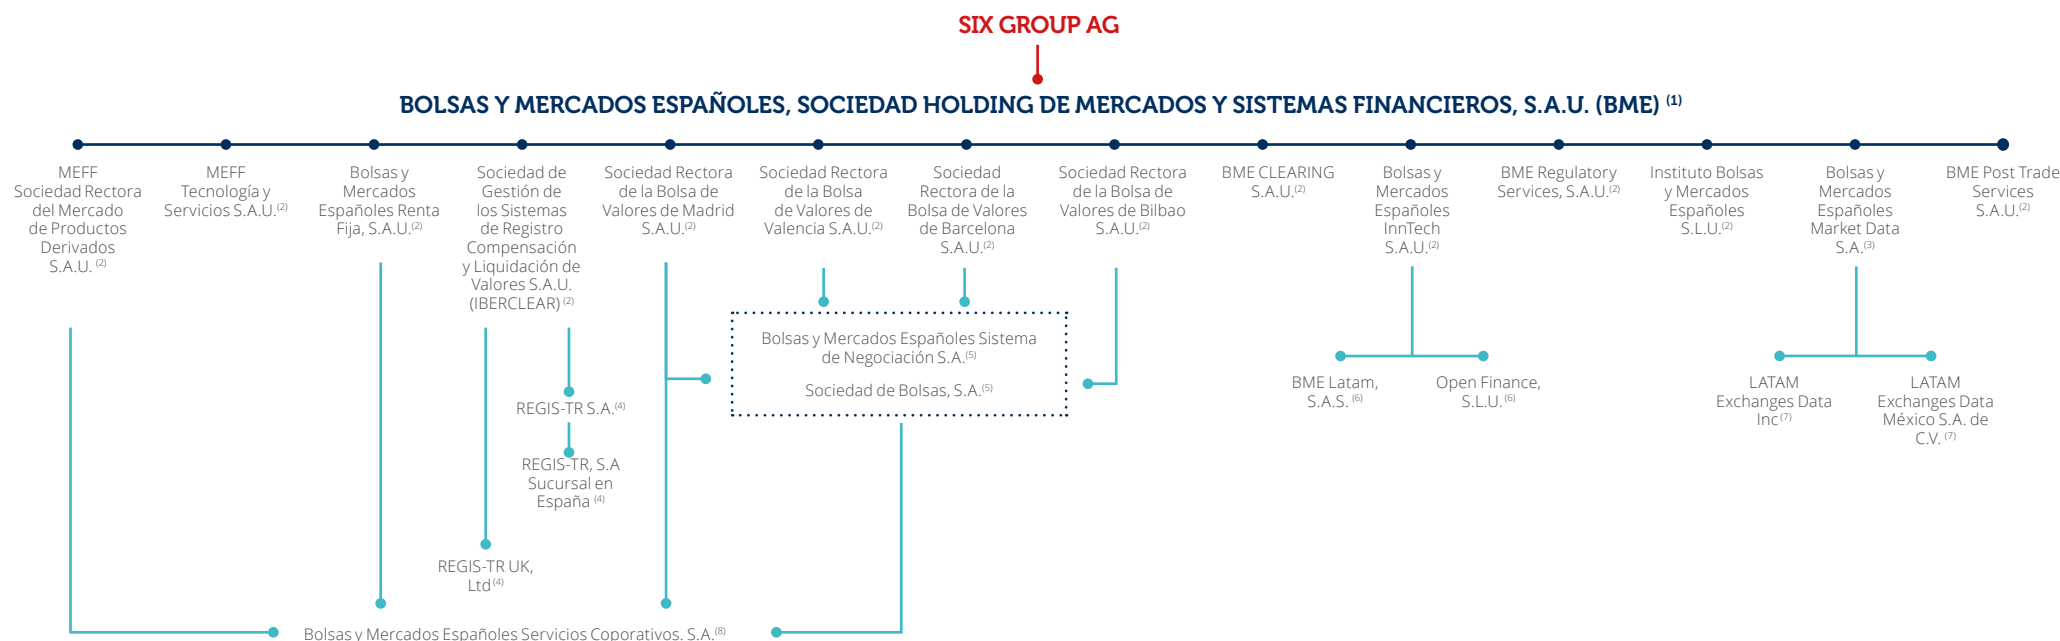 SIX GROUP AG
BOLSAS Y MERCADOS ESPAÑOLES, SOCIEDAD HOLDING DE MERCADOS Y SISTEMAS FINANCIEROS, S.A.U. (BME) (1)
MEFF
Sociedad Rectora
del Mercado
de Productos
Derivados
S.A.U. (2)
MEFF
Tecnología y
Servicios S.A.U.(2)
Bolsas y
Mercados
Españoles Renta
Fija, S.A.U.(2)
Sociedad de
Gestión de
los Sistemas
de Registro
Compensación
y Liquidación de
Valores S.A.U.
(IBERCLEAR) (2)
Sociedad Rectora
de la Bolsa de
Valores de Madrid
S.A.U.(2)
Sociedad Rectora
de la Bolsa
de Valores de
Valencia S.A.U.(2)
Sociedad
Rectora de la
Bolsa de Valores
de Barcelona
S.A.U.(2)
Sociedad Rectora
de la Bolsa de
Valores de Bilbao
S.A.U.(2)
BME CLEARING
S.A.U.(2)
Bolsas y
Mercados
Españoles
InnTech
S.A.U.(2)
BME Regulatory
Services, S.A.U.(2)
Instituto Bolsas
y Mercados
Españoles
S.L.U.(2)
Bolsas y
Mercados
Españoles
Market Data
S.A.(3)
BME Post Trade
Services
S.A.U.(2)
Bolsas y Mercados Españoles Sistema
de Negociación S.A.(5)
Sociedad de Bolsas, S.A.(5)
REGIS-TR S.A.(4)
REGIS-TR, S.A
Sucursal en
España (4)
REGIS-TR UK,
Ltd(4)
BME Latam,
S.A.S. (6)
Open Finance,
S.L.U.(6)
LATAM
Exchanges Data
Inc(7)
LATAM
Exchanges Data
México S.A. de
C.V. (7)
Bolsas y Mercados Españoles Servicios Coporativos, S.A.(8)